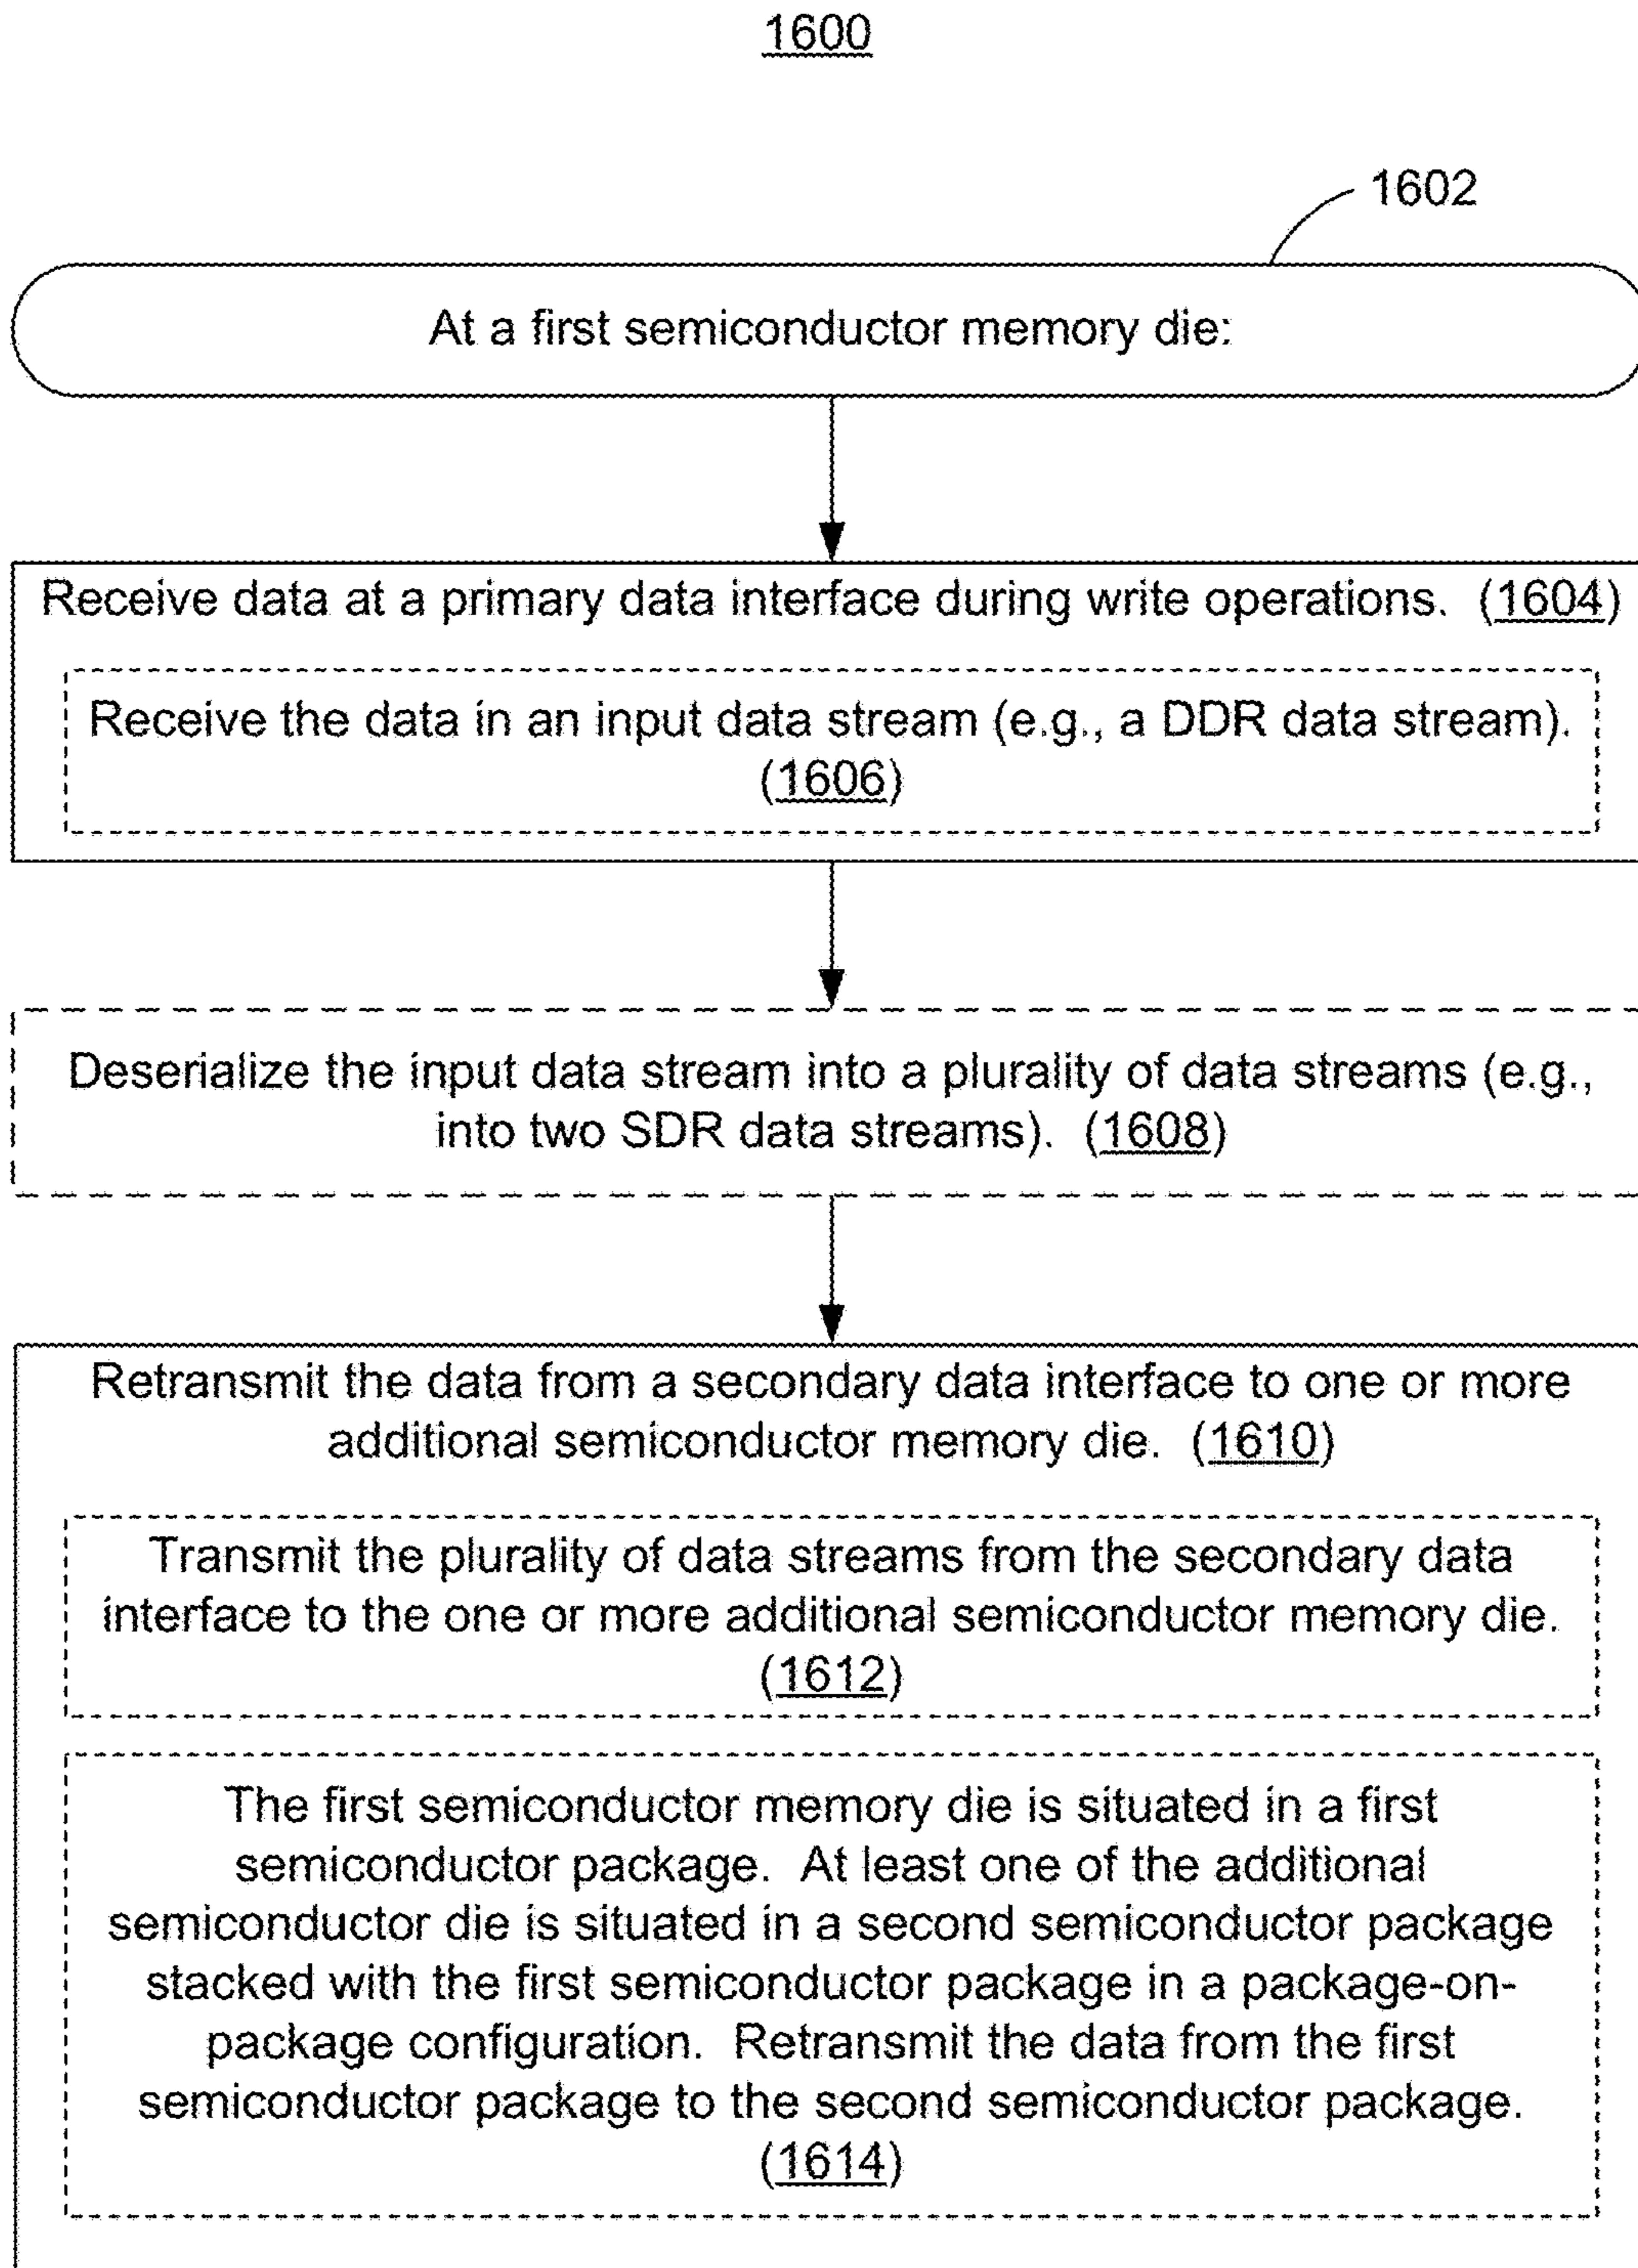 1600
1602
At a first semiconductor memory die:
Receive data at a primary data interface during write operations. (1604)
Receive the data in an input data stream (e.g., a DDR data stream).
(1606)
Deserialize the input data stream into a plurality of data streams (e.g.,
into two SDR data streams). (1608)
Retransmit the data from a secondary data interface to one or more
additional semiconductor memory die. (1610)
Transmit the plurality of data streams from the secondary data
interface to the one or more additional semiconductor memory die.
(1612)
The first semiconductor memory die is situated in a first
semiconductor package. At least one of the additional
semiconductor die is situated in a second semiconductor package
stacked with the first semiconductor package in a package-on-
package configuration. Retransmit the data from the first
semiconductor package to the second semiconductor package.
(1614)